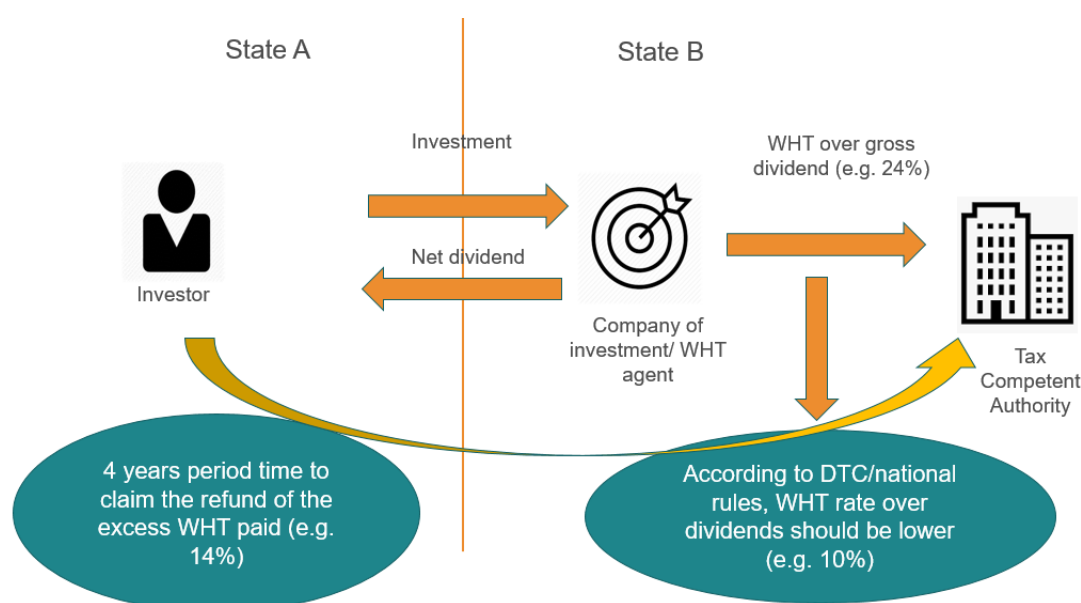 State A
State B
Investment
WHT over gross
dividend (e.g. 24%)
Net dividend
Investor
Company of
investment/ WHT
agent
Tax
Competent
Authority
4 years period time to
claim the refund of the
excess WHT paid (e.g.
14%)
According to DTC/national
rules, WHT rate over
dividends should be lower
(e.g. 10%)